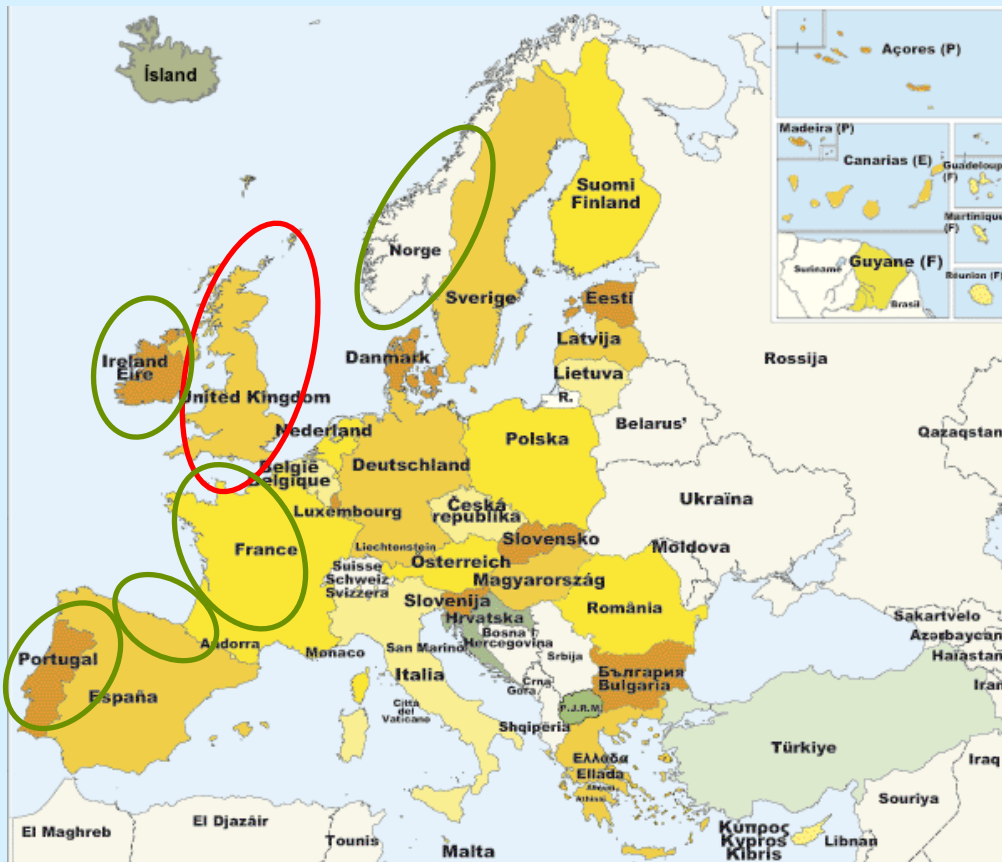 Ísland
Açores (P)
Madeira (P)
Canarias (E)
Guadeloup
(F)
Martinique
(F)
Guyane (F)
Suriname
Brasil
Réunion (F)
Suomi
Finland
Norge
Sverige
Eesti
Latvija
Lietuva
R.
Danmark
Ireland
Éire
United Kingdom
Rossija
Belarus'
Qazaqstan
Nederland
Polska
België
Belgique
Deutschland
Luxembourg
Česká
republika
Ukraïna
France
Liechtenstein
Slovensko
Moldova
Österreich
Suisse
Schweiz
Svizzera
Magyarország
România
Slovenija
Hrvatska
Bosna i
Hercegovina
Sakartvelo
Azərbaycan
Haïastan
Iran
Andorra
Monaco
San Marino
Srbija
Portugal
España
Italia
Città
del
Vaticano
Crna
Gora
България
Bulgaria
P.J.R.M.
Shqipëria
Türkiye
Iraq
Ελλάδα
Ellada
Souriya
El Maghreb
El Djazâir
Tounis
Malta
Κύπρος
Kypros
Kibris
Libnan